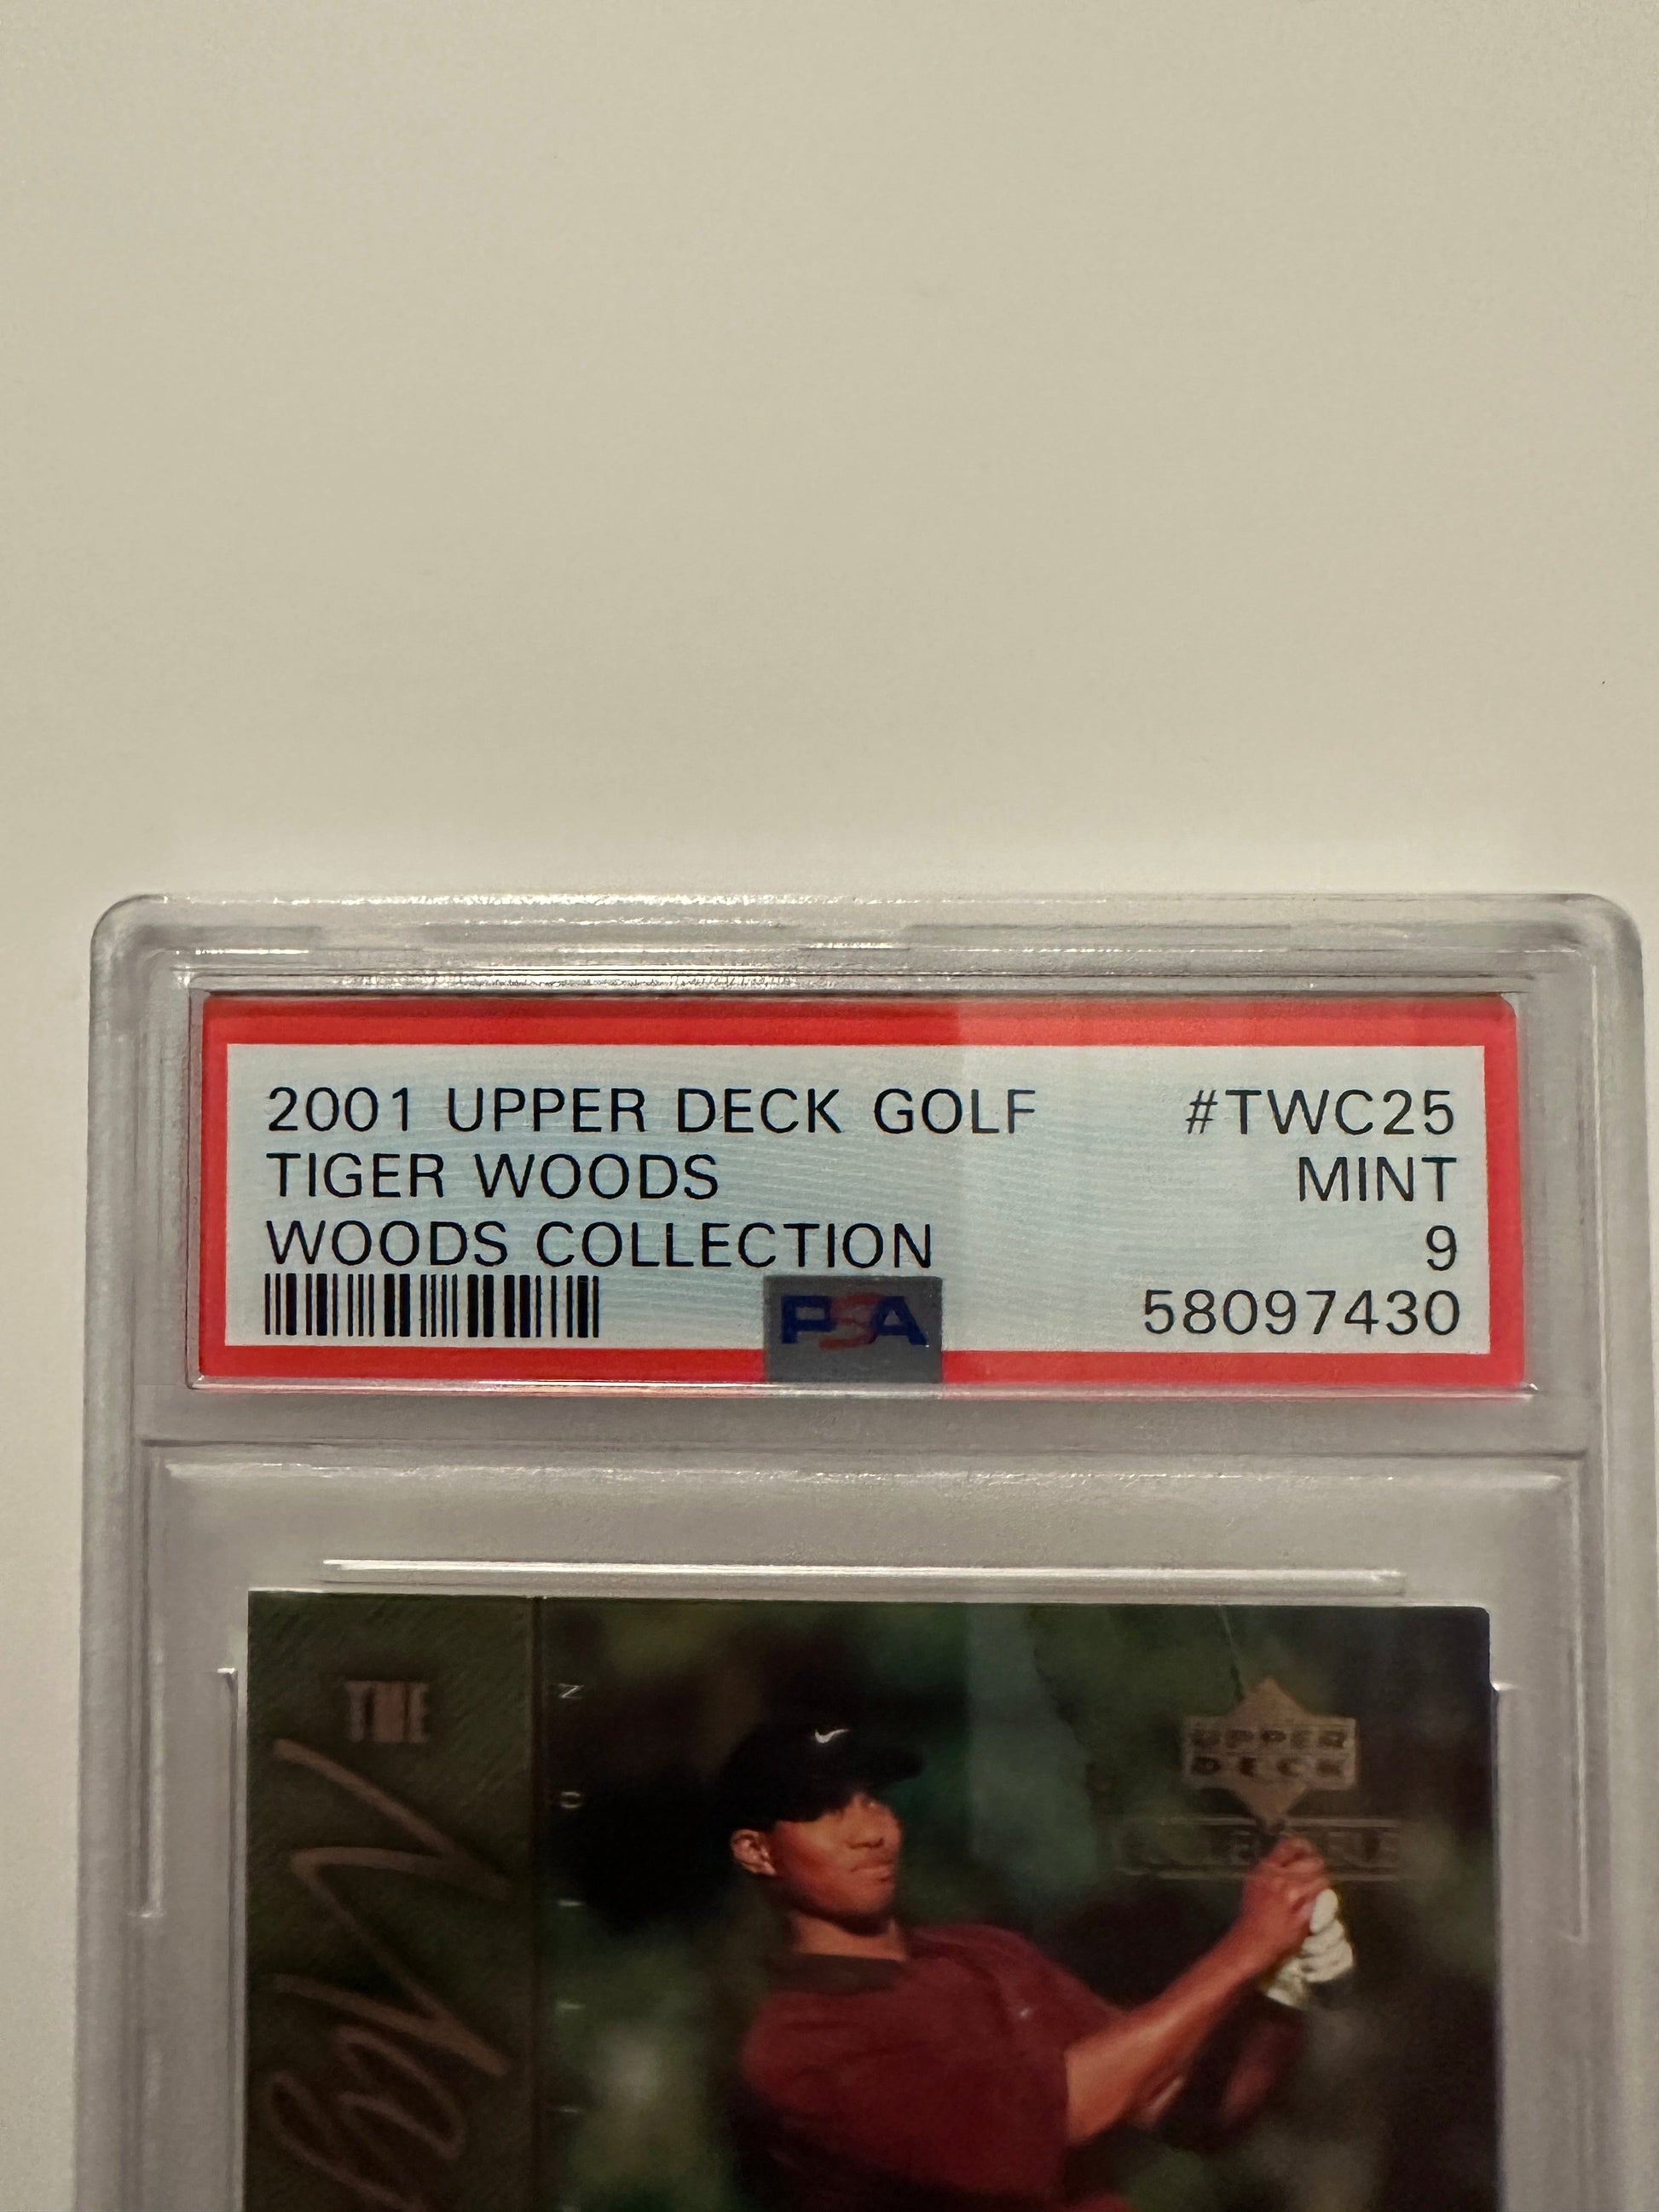 2001 UPPER DECK GOLF #TWC25
TIGER WOODS MINT
WOODS COLLECTION 9
PSA 58097430
THE
UPPER
DECK